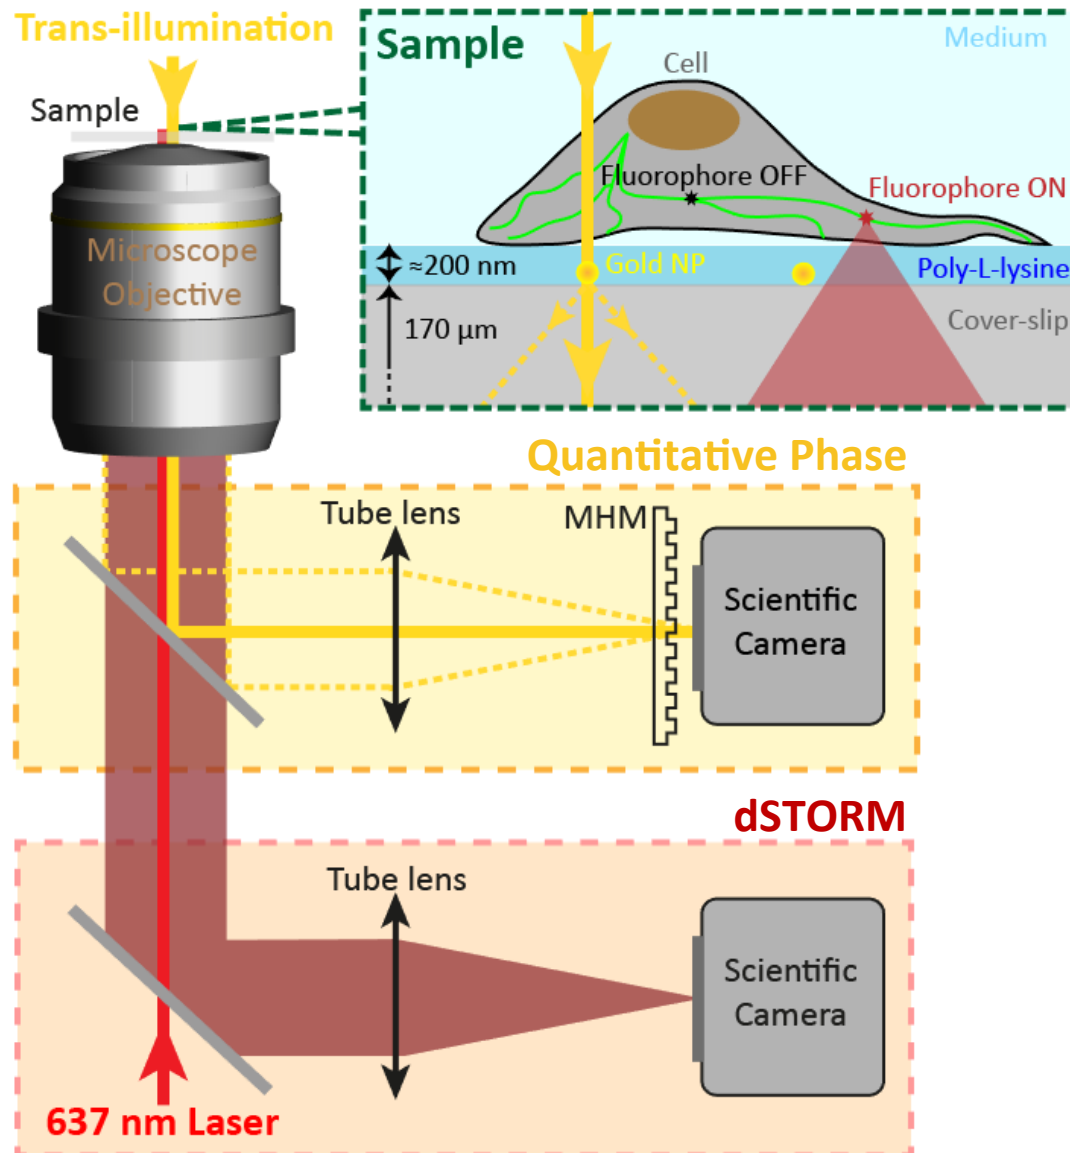 Trans-illumination
Sample
Sample
Medium
Cell
Fluorophore OFF
Fluorophore ON
≈200 nm
Gold NP
Poly-L-lysine
170 μm
Cover-slip
Microscope
Objective
Quantitative Phase
Tube lens
MHM
Scientific
Camera
dSTORM
Tube lens
Scientific
Camera
637 nm Laser